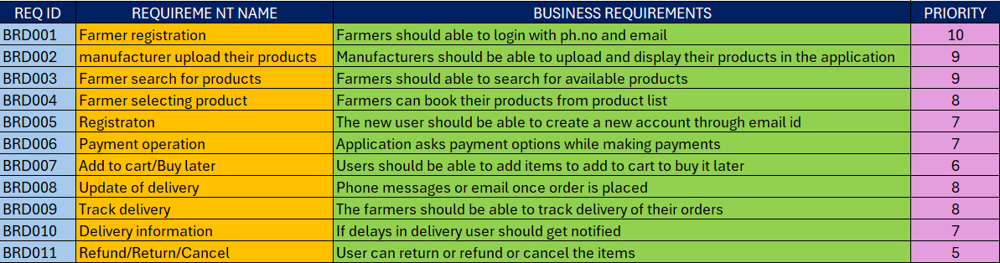 REQ ID REQUIREME NT NAME BUSINESS REQUIREMENTS PRIORITY
BRD001 Farmer registration Farmers should able to login with ph.no and email 10
BRD002 manufacturer upload their products Manufacturers should be able to upload and display their products in the application 9
BRD003 Farmer search for products Farmers should able to search for available products 9
BRD004 Farmer selecting product Farmers can book their products from product list 8
BRD005 Registraton The new user should be able to create a new account through email id 7
BRD006 Payment operation Application asks payment options while making payments 7
BRD007 Add to cart/Buy later Users should be able to add items to add to cart to buy it later 6
BRD008 Update of delivery Phone messages or email once order is placed 8
BRD009 Track delivery The farmers should be able to track delivery of their orders 8
BRD010 Delivery information If delays in delivery user should get notified 7
BRD011 Refund/Return/Cancel User can return or refund or cancel the items 5